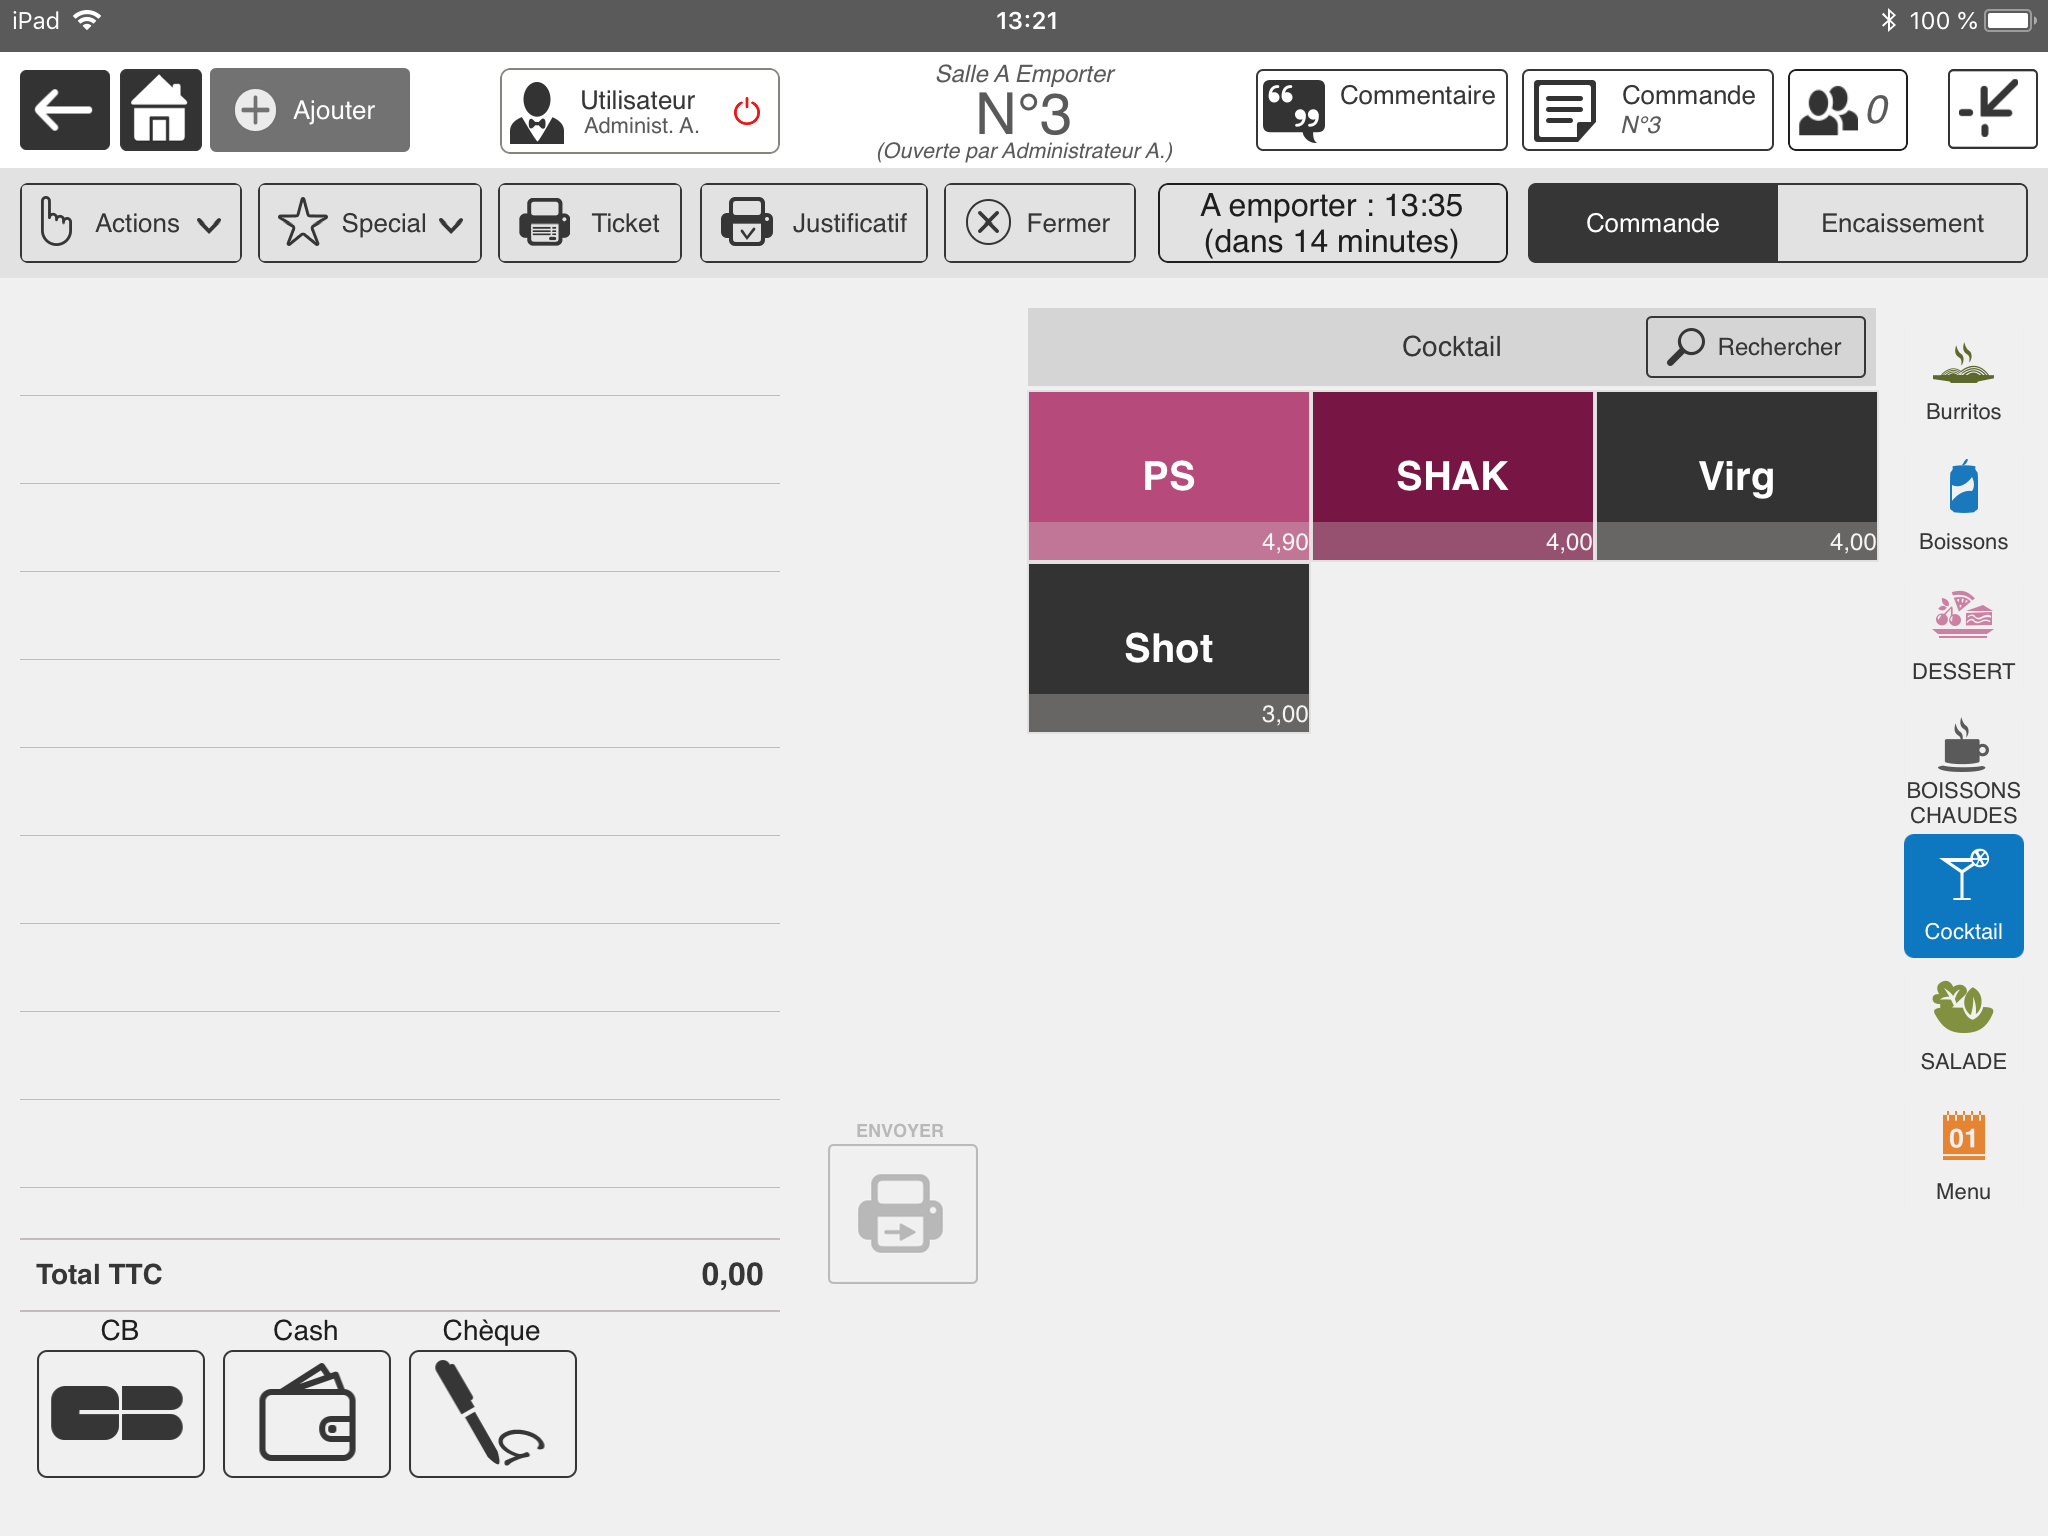 iPad
13:21
100 %
Ajouter
Utilisateur
Administ. A.
Salle A Emporter
N°3
(Ouverte par Administrateur A.)
Commentaire
Commande
N°3
0
Actions
Special
Ticket
Justificatif
Fermer
A emporter : 13:35
(dans 14 minutes)
Commande
Encaissement
Cocktail
Rechercher
PS
4,90
SHAK
4,00
Virg
4,00
Shot
3,00
Burritos
Boissons
DESSERT
BOISSONS
CHAUDES
Cocktail
SALADE
01
Menu
ENVOYER
Total TTC
0,00
CB
Cash
Chèque